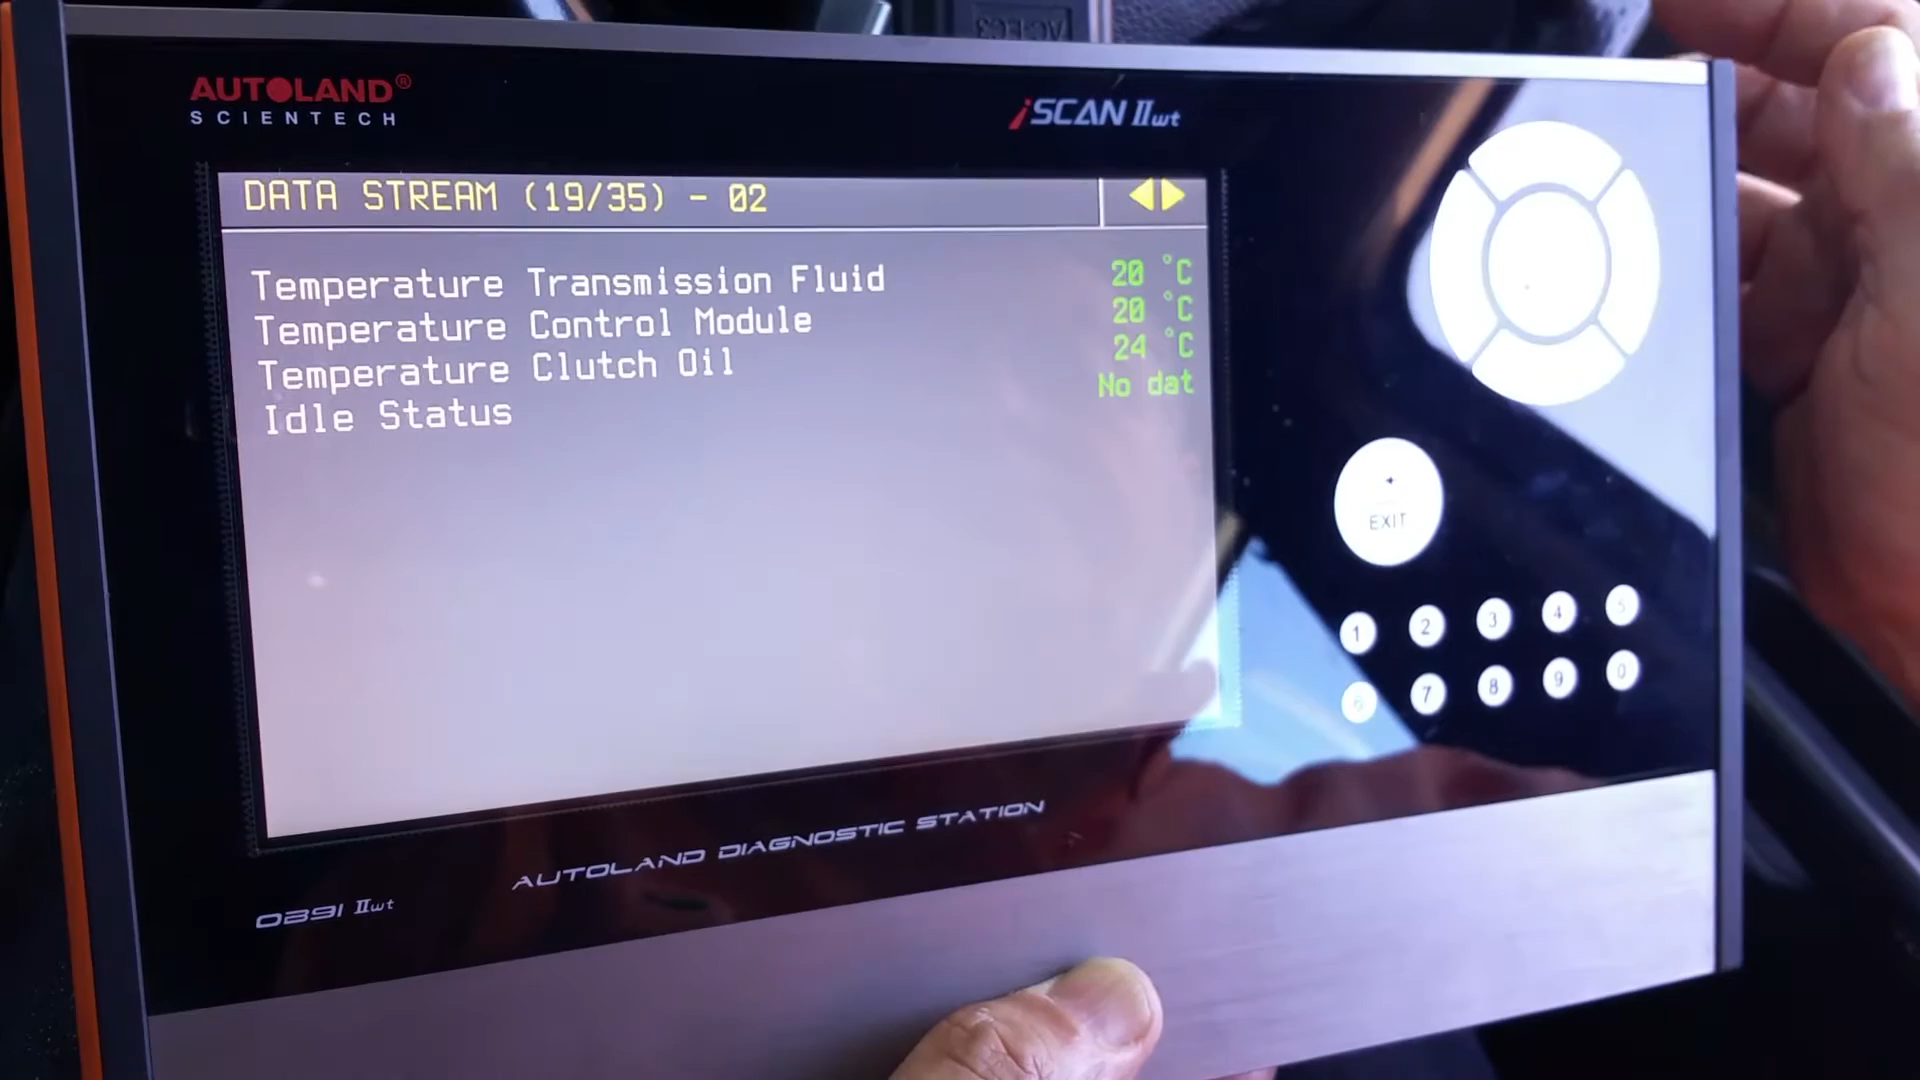 AUTOLAND®
SCIENTECH
iSCAN IIwt
DATA STREAM (19/35) - 02
Temperature Transmission Fluid 20 °C
Temperature Control Module 20 °C
Temperature Clutch Oil 24 °C
Idle Status No dat
EXIT
1 2 3 4 5
6 7 8 9 0
AUTOLAND DIAGNOSTIC STATION
OB91 IIwt